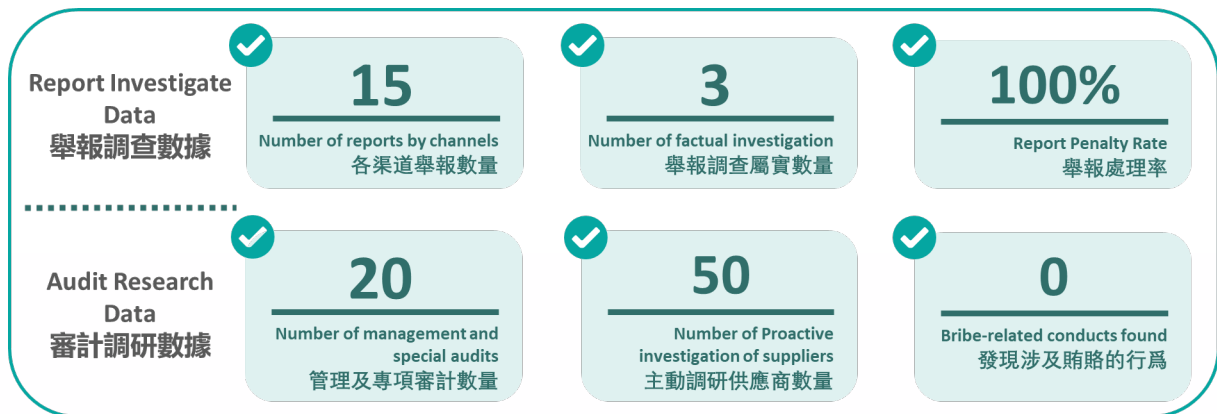 Report Investigate
Data
舉報調查數據
15
Number of reports by channels
各渠道舉報數量
3
Number of factual investigation
舉報調查屬實數量
100%
Report Penalty Rate
舉報處理率
Audit Research
Data
審計調研數據
20
Number of management and
special audits
管理及專項審計數量
50
Number of Proactive
investigation of suppliers
主動調研供應商數量
0
Bribe-related conducts found
發現涉及賄賂的行爲